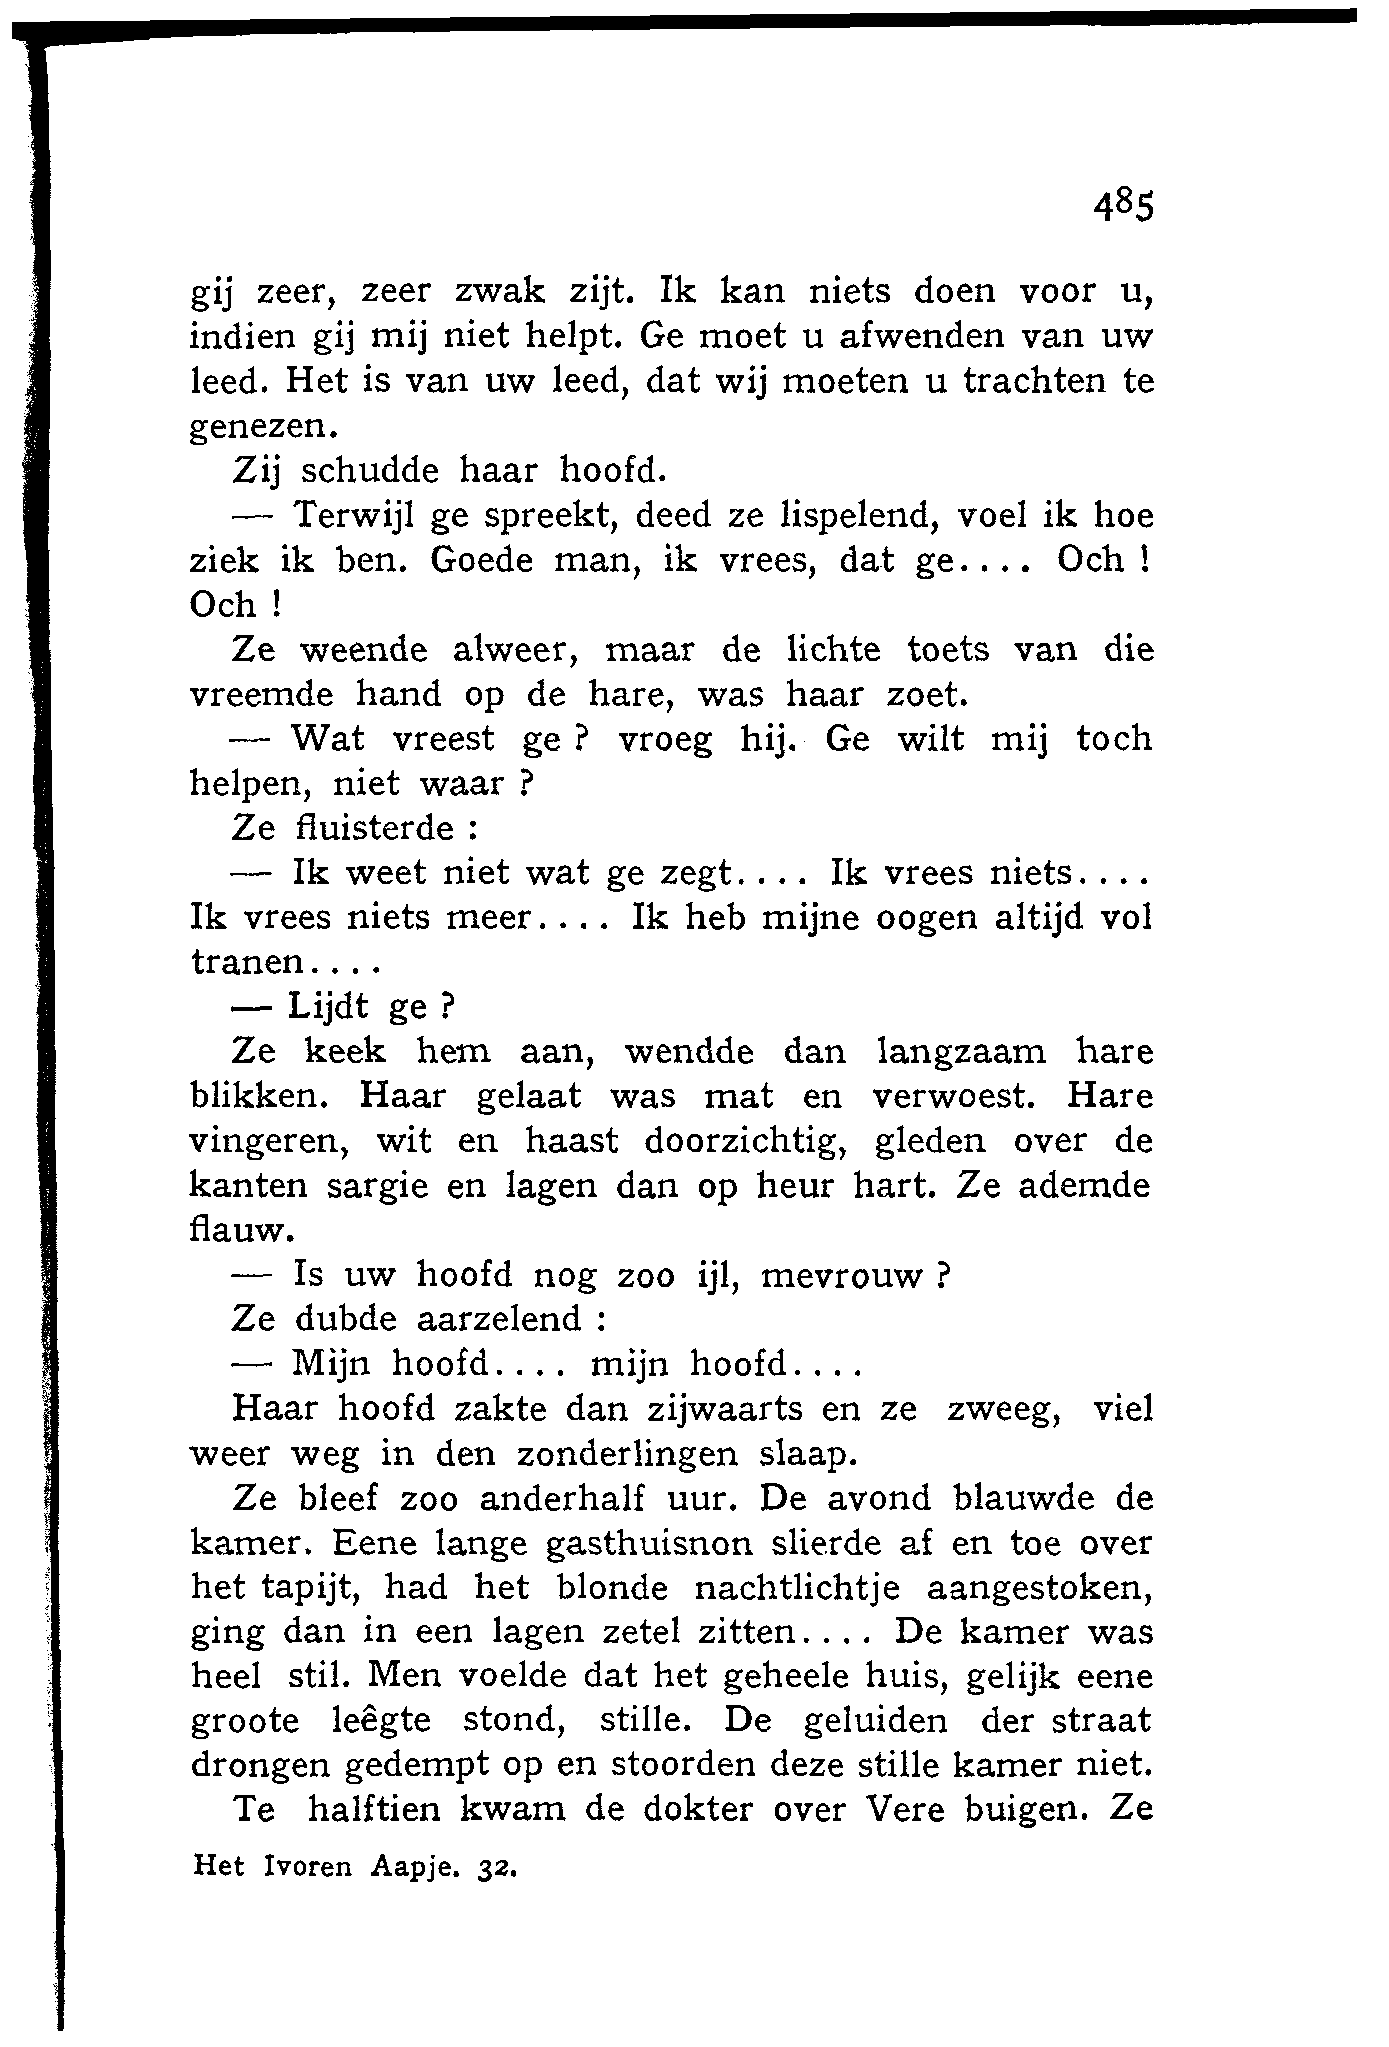 485
gij zeer, zeer zwak zijt. Ik kan niets doen voor u,
indien gij mij niet helpt. Ge moet u afwenden van uw
leed. Het is van uw leed, dat wij moeten u trachten te
genezen.
Zij schudde haar hoofd.
— Terwijl ge spreekt, deed ze lispelend, voel ik hoe
ziek ik ben. Goede man, ik vrees, dat ge.... Och !
Och !
Ze weende alweer, maar de lichte toets van die
vreemde hand op de hare, was haar zoet.
— Wat vreest ge ? vroeg hij. Ge wilt mij toch
helpen, niet waar ?
Ze fluisterde :
— Ik weet niet wat ge zegt.... Ik vrees niets....
Ik vrees niets meer.... Ik heb mijne oogen altijd vol
tranen....
— Lijdt ge ?
Ze keek hem aan, wendde dan langzaam hare
blikken. Haar gelaat was mat en verwoest. Hare
vingeren, wit en haast doorzichtig, gleden over de
kanten sargie en lagen dan op heur hart. Ze ademde
flauw.
— Is uw hoofd nog zoo ijl, mevrouw ?
Ze dubde aarzelend :
— Mijn hoofd.... mijn hoofd....
Haar hoofd zakte dan zijwaarts en ze zweeg, viel
weer weg in den zonderlingen slaap.
Ze bleef zoo anderhalf uur. De avond blauwde de
kamer. Eene lange gasthuisnon slierde af en toe over
het tapijt, had het blonde nachtlichtje aangestoken,
ging dan in een lagen zetel zitten.... De kamer was
heel stil. Men voelde dat het geheele huis, gelijk eene
groote leêgte stond, stille. De geluiden der straat
drongen gedempt op en stoorden deze stille kamer niet.
Te halftien kwam de dokter over Vere buigen. Ze
Het Ivoren Aapje. 32.